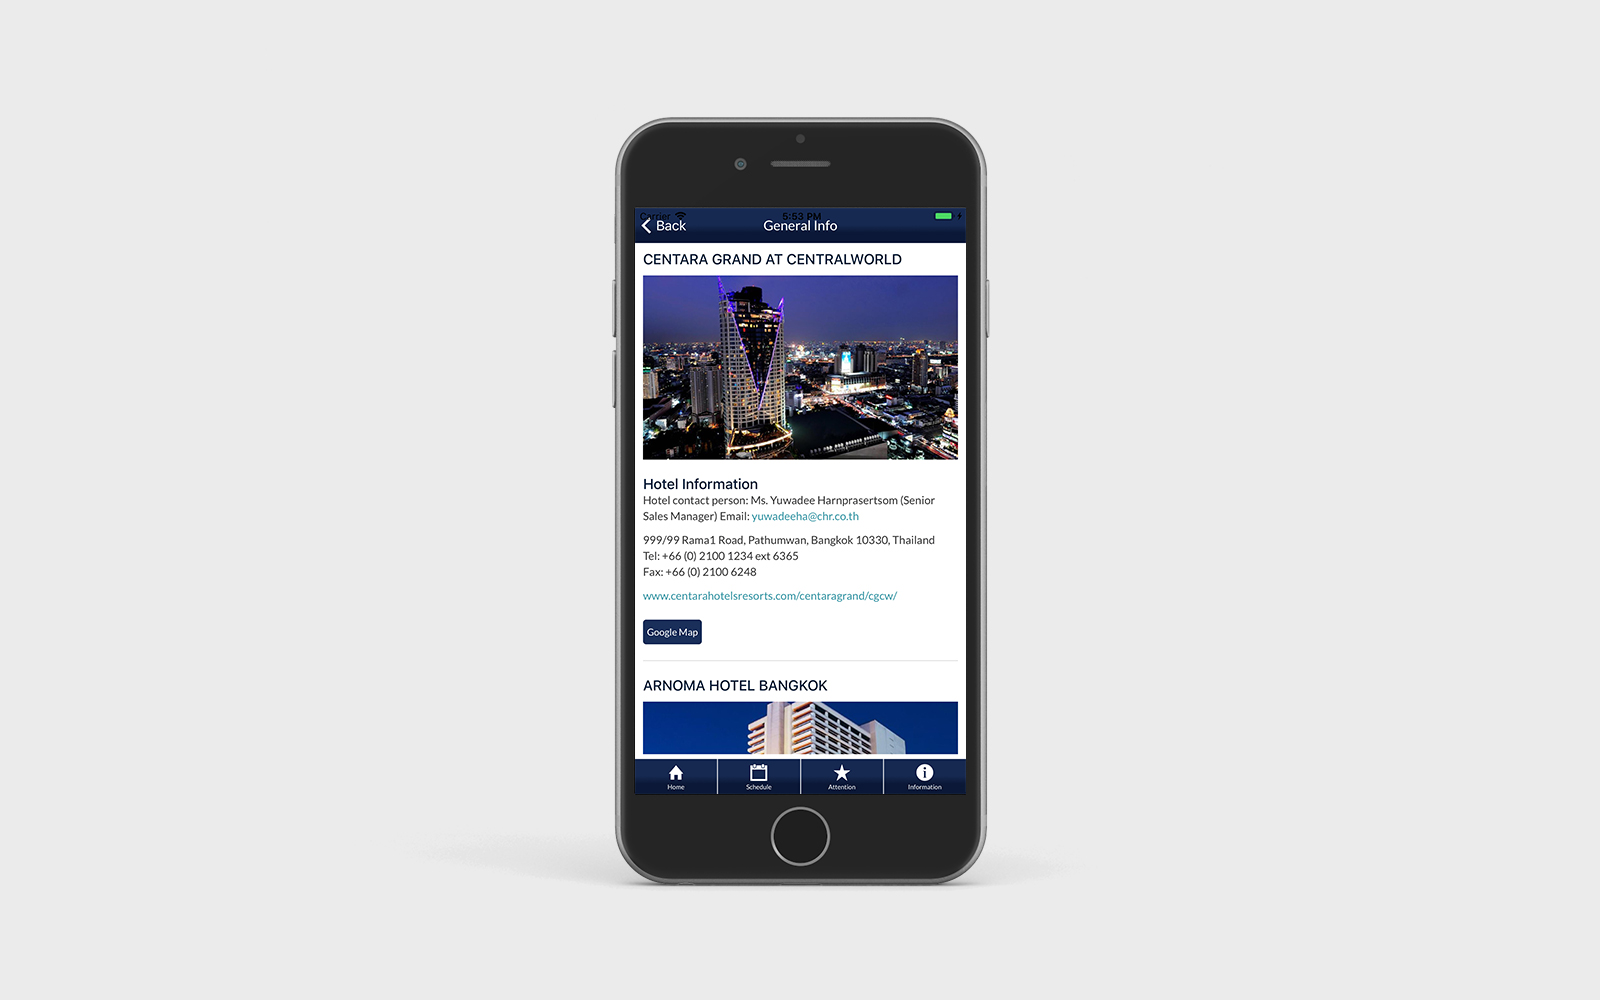 Carrier 5:53 PM
Back General Info
CENTARA GRAND AT CENTRALWORLD
Hotel Information
Hotel contact person: Ms. Yuwadee Harnprasertsom (Senior
Sales Manager) Email: yuwadeeha@chr.co.th
999/99 Rama1 Road, Pathumwan, Bangkok 10330, Thailand
Tel: +66 (0) 2100 1234 ext 6365
Fax: +66 (0) 2100 6248
www.centarahotelsresorts.com/centaragrand/cgcw/
Google Map
ARNOMA HOTEL BANGKOK
Home Schedule Attention Information